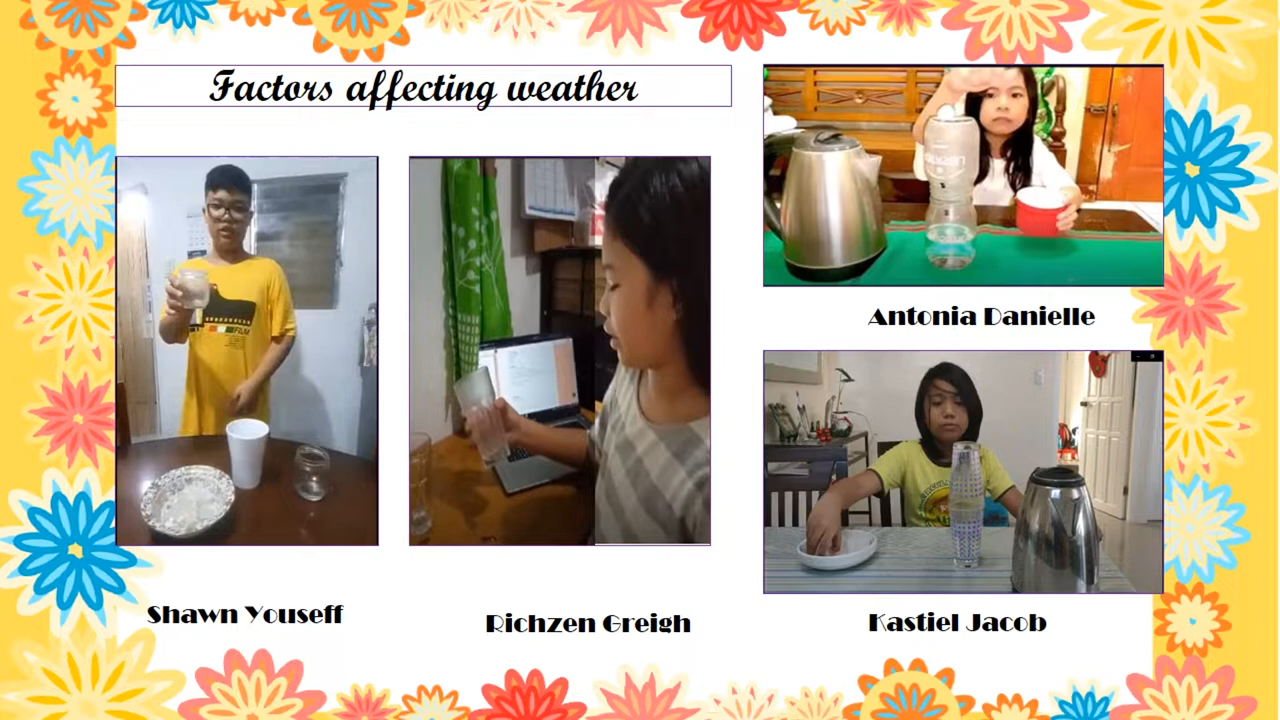 Factors affecting weather
Shawn Youseff
Richzen Greigh
Antonia Danielle
Kastiel Jacob